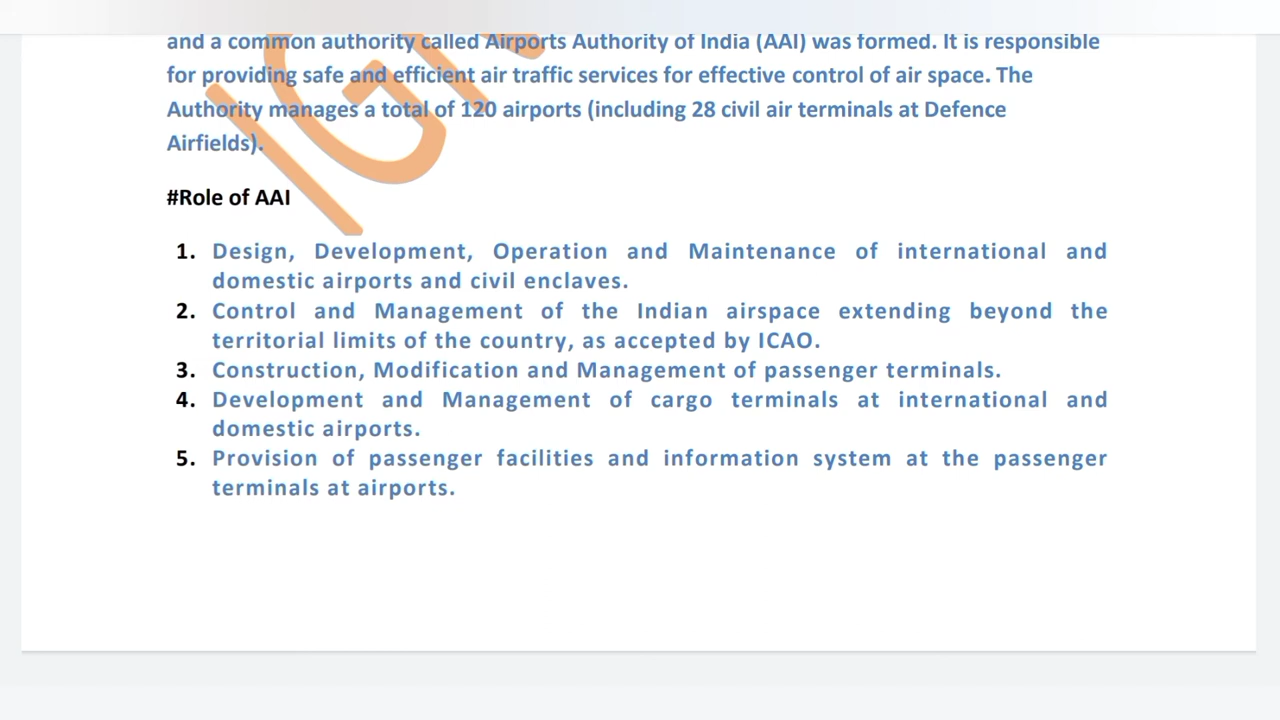 and a common authority called Airports Authority of India (AAI) was formed. It is responsible
for providing safe and efficient air traffic services for effective control of air space. The
Authority manages a total of 120 airports (including 28 civil air terminals at Defence
Airfields).
#Role of AAI
1. Design, Development, Operation and Maintenance of international and
domestic airports and civil enclaves.
2. Control and Management of the Indian airspace extending beyond the
territorial limits of the country, as accepted by ICAO.
3. Construction, Modification and Management of passenger terminals.
4. Development and Management of cargo terminals at international and
domestic airports.
5. Provision of passenger facilities and information system at the passenger
terminals at airports.